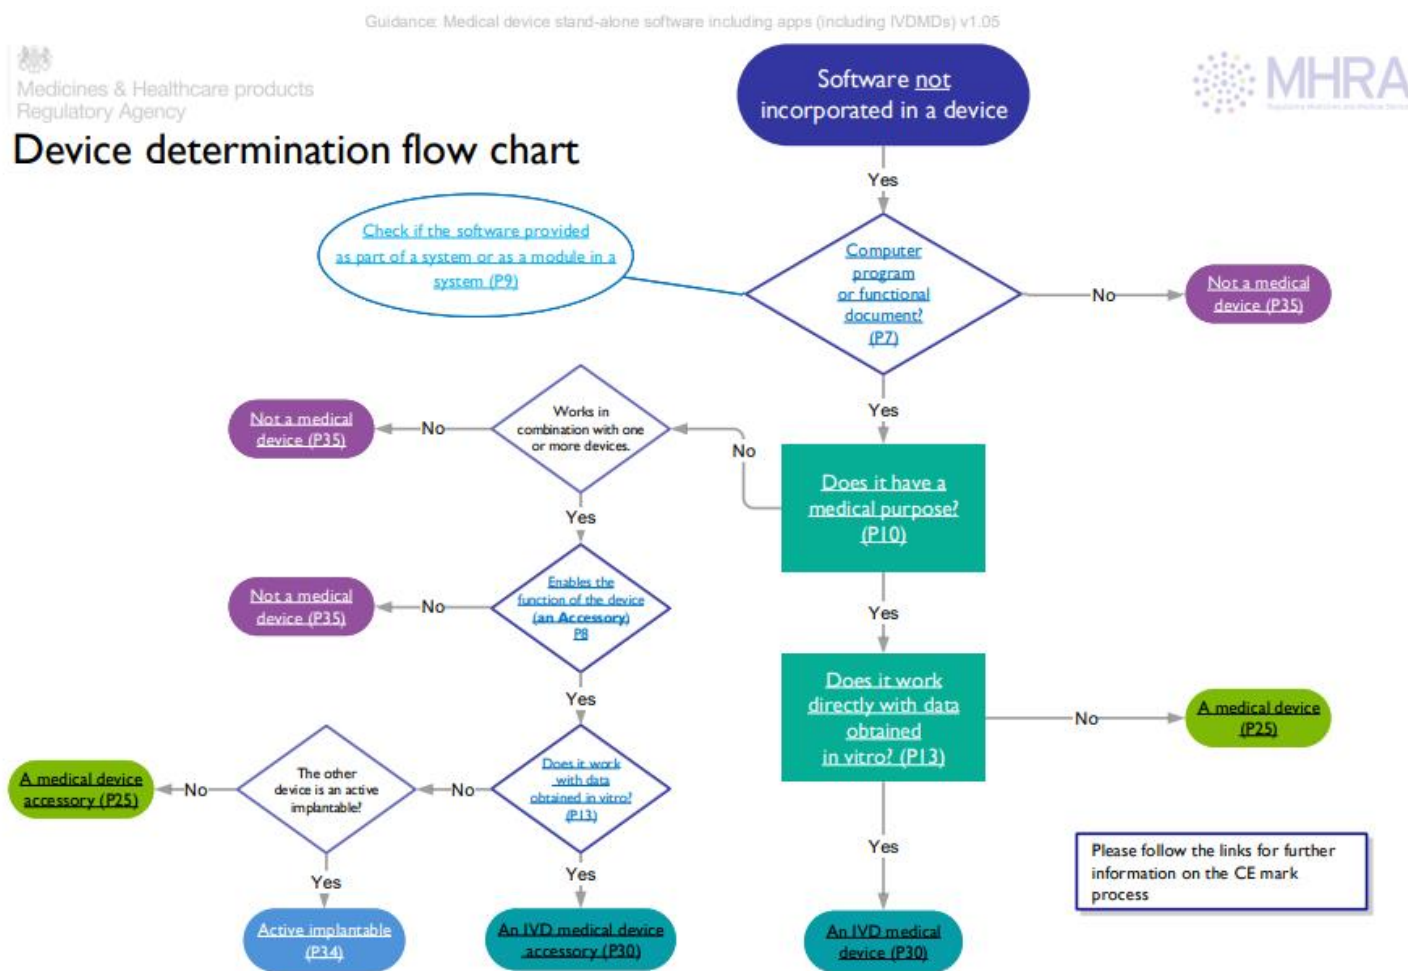 Guidance: Medical device stand-alone software including apps (including IVDMDs) v1.05
Medicines & Healthcare products
Regulatory Agency
MHRA
Device determination flow chart
Software not
incorporated in a device
Yes
Check if the software provided
as part of a system or as a module in a
system (P9)
Computer
program
or functional
document?
(P7)
No
Not a medical
device (P35)
Yes
Does it have a
medical purpose?
(P10)
No
Works in
combination with one
or more devices.
No
Not a medical
device (P35)
Yes
Enables the
function of the device
(an Accessory)
P8
No
Not a medical
device (P35)
Yes
Does it work
with data
obtained in vitro?
(P13)
No
The other
device is an active
implantable?
No
A medical device
accessory (P25)
Yes
Active implantable
(P34)
Yes
An IVD medical device
accessory (P30)
Yes
Does it work
directly with data
obtained
in vitro? (P13)
No
A medical device
(P25)
Yes
An IVD medical
device (P30)
Please follow the links for further
information on the CE mark
process